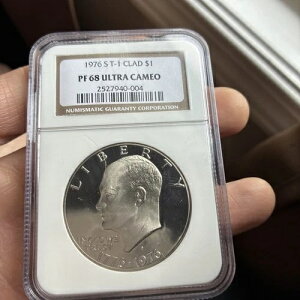 1976 S T-1 CLAD $1
PF 68 ULTRA CAMEO
2527940-004
NUMISMATIC GUARANTY CORPORATION
LIBERTY
1776-1976